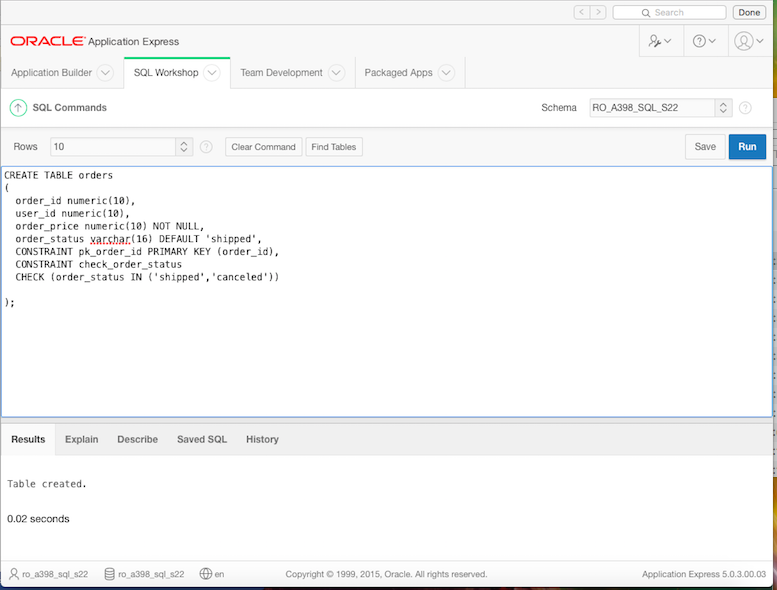 < > Search Done
ORACLE Application Express
Application Builder SQL Workshop Team Development Packaged Apps
SQL Commands Schema RO_A398_SQL_S22
Rows 10 Clear Command Find Tables Save Run
CREATE TABLE orders
(
order_id numeric(10),
user_id numeric(10),
order_price numeric(10) NOT NULL,
order_status varchar(16) DEFAULT 'shipped',
CONSTRAINT pk_order_id PRIMARY KEY (order_id),
CONSTRAINT check_order_status
CHECK (order_status IN ('shipped','canceled'))
);
Results Explain Describe Saved SQL History
Table created.
0.02 seconds
ro_a398_sql_s22 ro_a398_sql_s22 en Copyright © 1999, 2015, Oracle. All rights reserved. Application Express 5.0.3.00.03